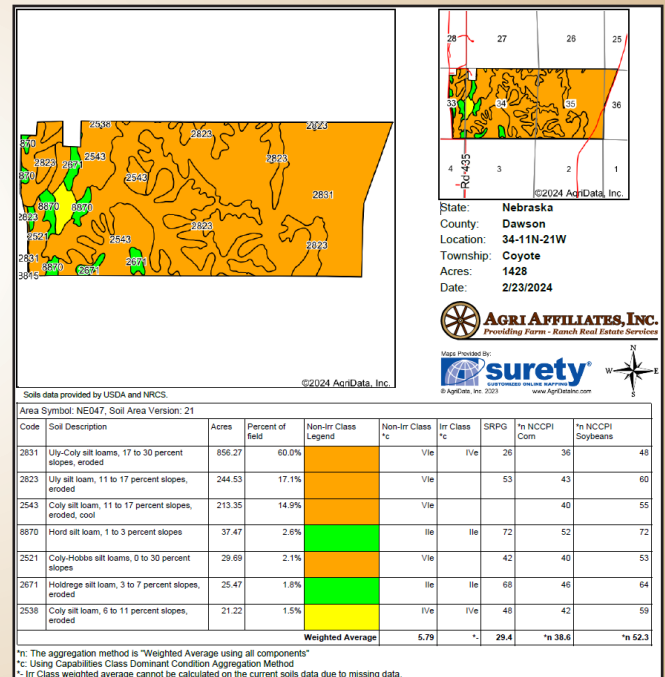 2538
2823
2823
870
2823
2671
2543
2823
870
2543
2831
8870
8870
2823
2823
2521
2543
2823
2831
8870
2671
2671
3815
©2024 AgriData, Inc.
28
27
26
25
33
34
35
36
4
3
2
1
Rd 435
©2024 AgriData, Inc.
State: Nebraska
County: Dawson
Location: 34-11N-21W
Township: Coyote
Acres: 1428
Date: 2/23/2024
AGRI AFFILIATES, INC.
Providing Farm - Ranch Real Estate Services
Maps Provided By:
surety®
CUSTOMIZED ONLINE MAPPING
© AgriData, Inc. 2023 www.AgriDataInc.com
N
W E
S
Soils data provided by USDA and NRCS.
Area Symbol: NE047, Soil Area Version: 21
Code Soil Description Acres Percent of field Non-Irr Class Legend Non-Irr Class *c Irr Class *c SRPG *n NCCPI Corn *n NCCPI Soybeans
2831 Uly-Coly silt loams, 17 to 30 percent slopes, eroded 856.27 60.0% VIe IVe 26 36 48
2823 Uly silt loam, 11 to 17 percent slopes, eroded 244.53 17.1% VIe 53 43 60
2543 Coly silt loam, 11 to 17 percent slopes, eroded, cool 213.35 14.9% VIe 40 55
8870 Hord silt loam, 1 to 3 percent slopes 37.47 2.6% IIe IIe 72 52 72
2521 Coly-Hobbs silt loams, 0 to 30 percent slopes 29.69 2.1% VIe 42 40 53
2671 Holdrege silt loam, 3 to 7 percent slopes, eroded 25.47 1.8% IIe IIe 68 46 64
2538 Coly silt loam, 6 to 11 percent slopes, eroded 21.22 1.5% IVe IVe 48 42 59
Weighted Average 5.79 *- 29.4 *n 38.6 *n 52.3
*n: The aggregation method is "Weighted Average using all components"
*c: Using Capabilities Class Dominant Condition Aggregation Method
*- Irr Class weighted average cannot be calculated on the current soils data due to missing data.